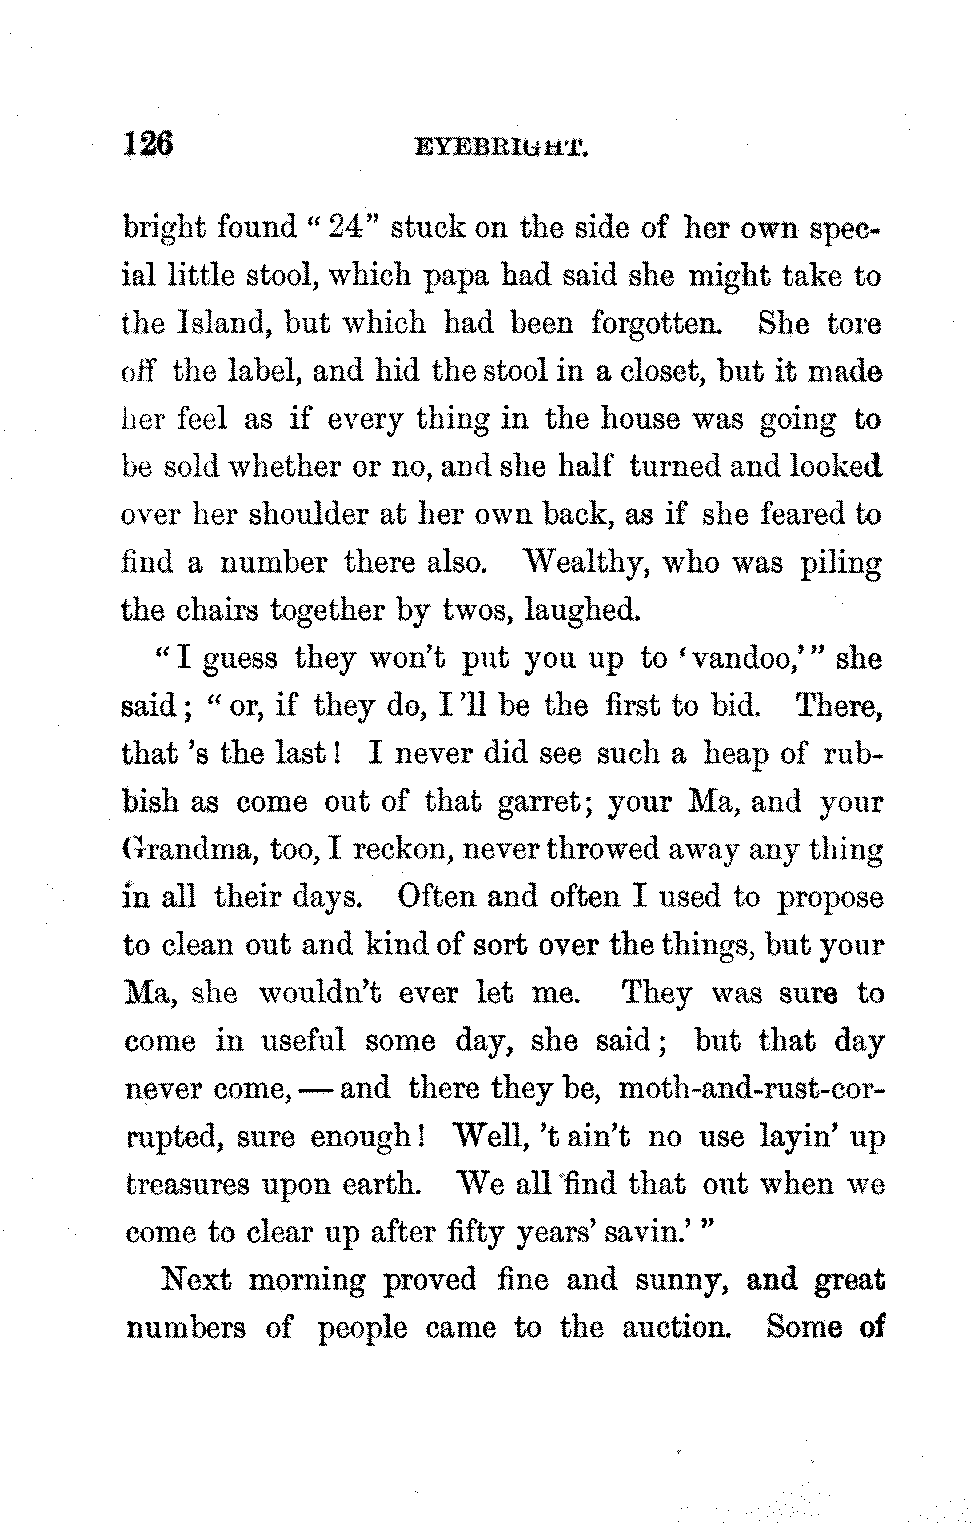 126 EYEBRIGHT.
bright found " 24" stuck on the side of her own spec-
ial little stool, which papa had said she might take to
the Island, but which had been forgotten. She tore
off the label, and hid the stool in a closet, but it made
her feel as if every thing in the house was going to
be sold whether or no, and she half turned and looked
over her shoulder at her own back, as if she feared to
find a number there also. Wealthy, who was piling
the chairs together by twos, laughed.
"I guess they won't put you up to 'vandoo,'" she
said; "or, if they do, I 'll be the first to bid. There,
that 's the last! I never did see such a heap of rub-
bish as come out of that garret; your Ma, and your
Grandma, too, I reckon, never throwed away any thing
in all their days. Often and often I used to propose
to clean out and kind of sort over the things, but your
Ma, she wouldn't ever let me. They was sure to
come in useful some day, she said; but that day
never come, — and there they be, moth-and-rust-cor-
rupted, sure enough! Well, 't ain't no use layin' up
treasures upon earth. We all find that out when we
come to clear up after fifty years' savin.' "
Next morning proved fine and sunny, and great
numbers of people came to the auction. Some of